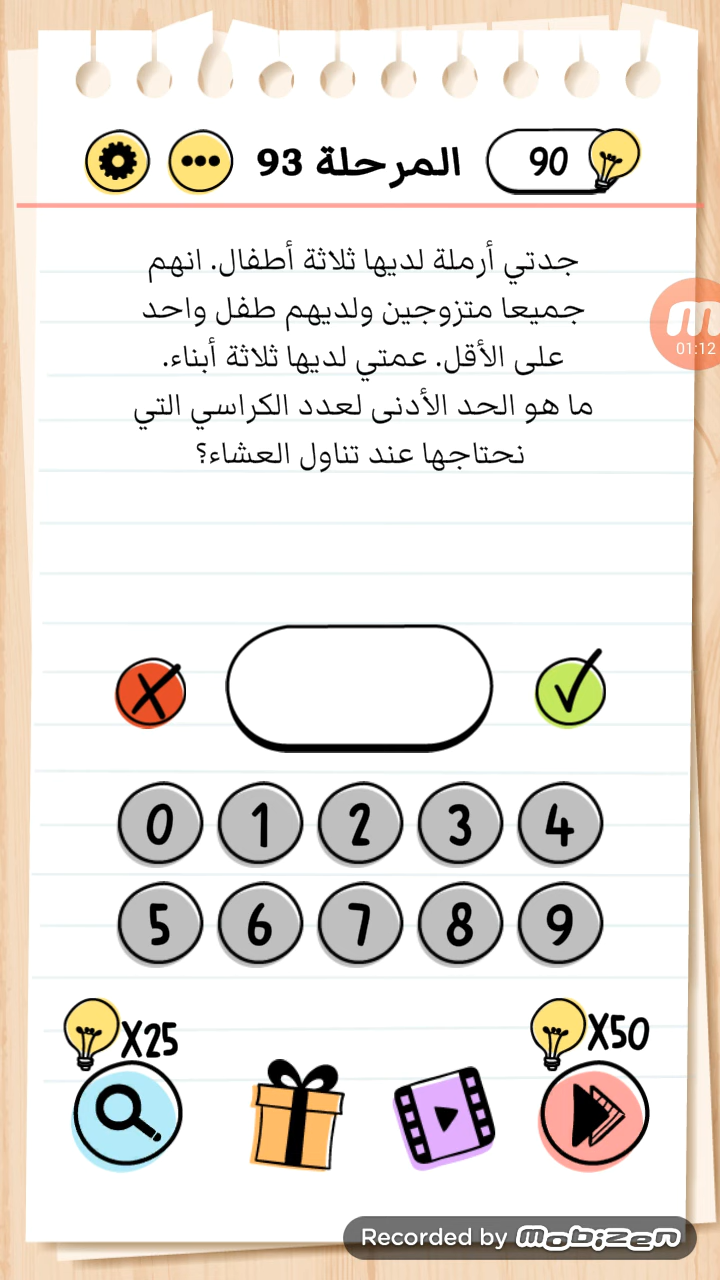 المرحلة 93
90
جدتي أرملة لديها ثلاثة أطفال. انهم
جميعا متزوجين ولديهم طفل واحد
على الأقل. عمتي لديها ثلاثة أبناء.
ما هو الحد الأدنى لعدد الكراسي التي
نحتاجها عند تناول العشاء؟
01:12
0 1 2 3 4
5 6 7 8 9
X25
X50
Recorded by mobizen